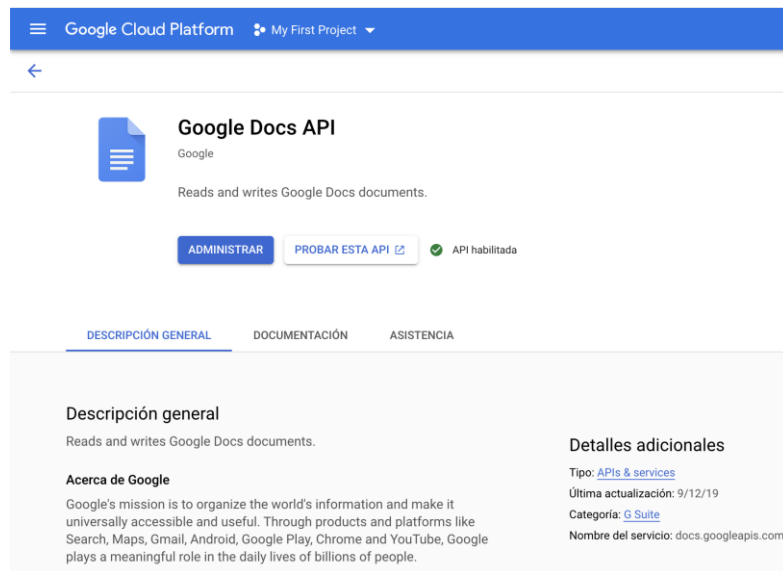 Google Cloud Platform My First Project
Google Docs API
Google
Reads and writes Google Docs documents.
ADMINISTRAR PROBAR ESTA API API habilitada
DESCRIPCIÓN GENERAL DOCUMENTACIÓN ASISTENCIA
Descripción general
Reads and writes Google Docs documents.
Acerca de Google
Google's mission is to organize the world's information and make it
universally accessible and useful. Through products and platforms like
Search, Maps, Gmail, Android, Google Play, Chrome and YouTube, Google
plays a meaningful role in the daily lives of billions of people.
Detalles adicionales
Tipo: APIs & services
Última actualización: 9/12/19
Categoría: G Suite
Nombre del servicio: docs.googleapis.com